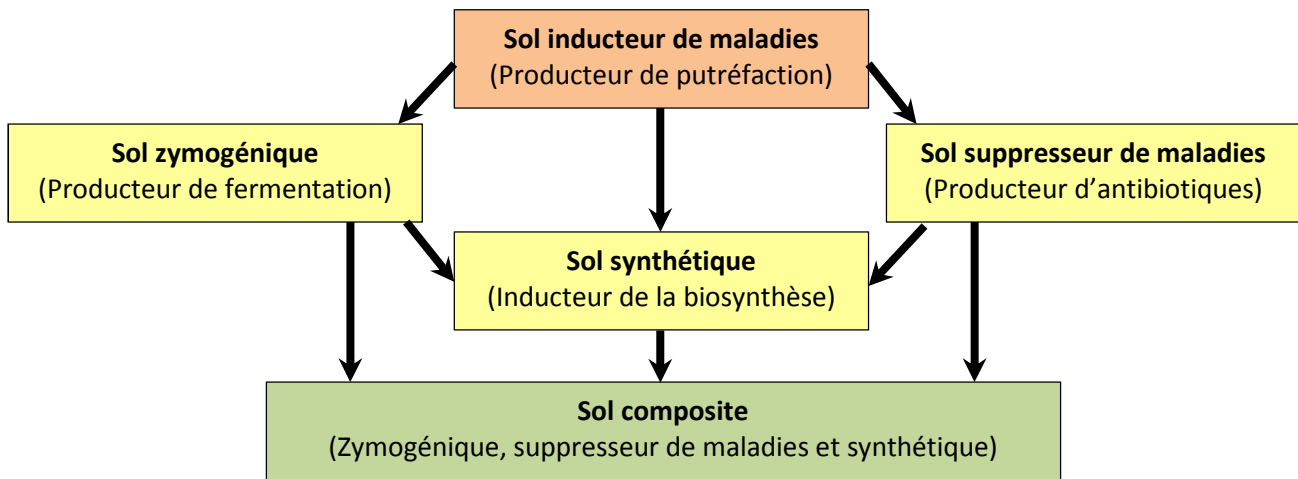 Sol inducteur de maladies
(Producteur de putréfaction)
Sol zymogénique
(Producteur de fermentation)
Sol suppresseur de maladies
(Producteur d’antibiotiques)
Sol synthétique
(Inducteur de la biosynthèse)
Sol composite
(Zymogénique, suppresseur de maladies et synthétique)